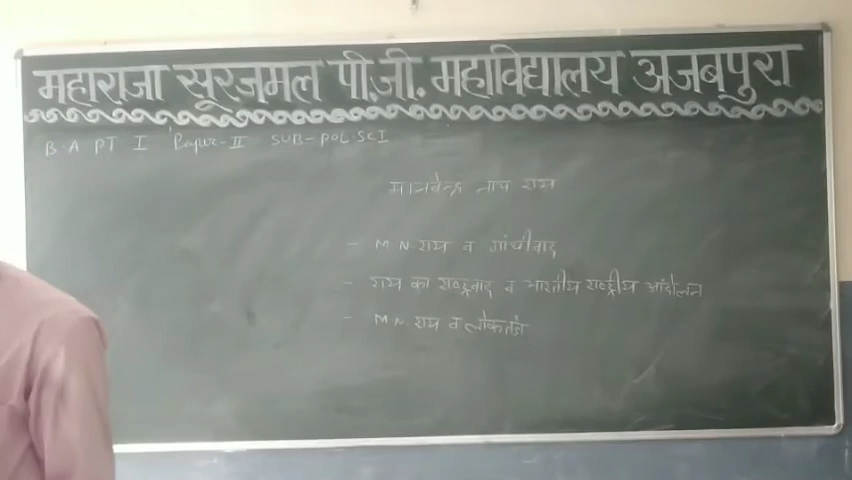 महाराजा सूरजमल पी.जी. महाविद्यालय अजबपुरा
B.A PT I Paper-II SUB-POL.SCI
मानवेन्द्र नाथ राय
- M.N. राय व गांधीवाद
- राय का राष्ट्रवाद व भारतीय राष्ट्रीय आंदोलन
- M.N. राय व लोकतंत्र